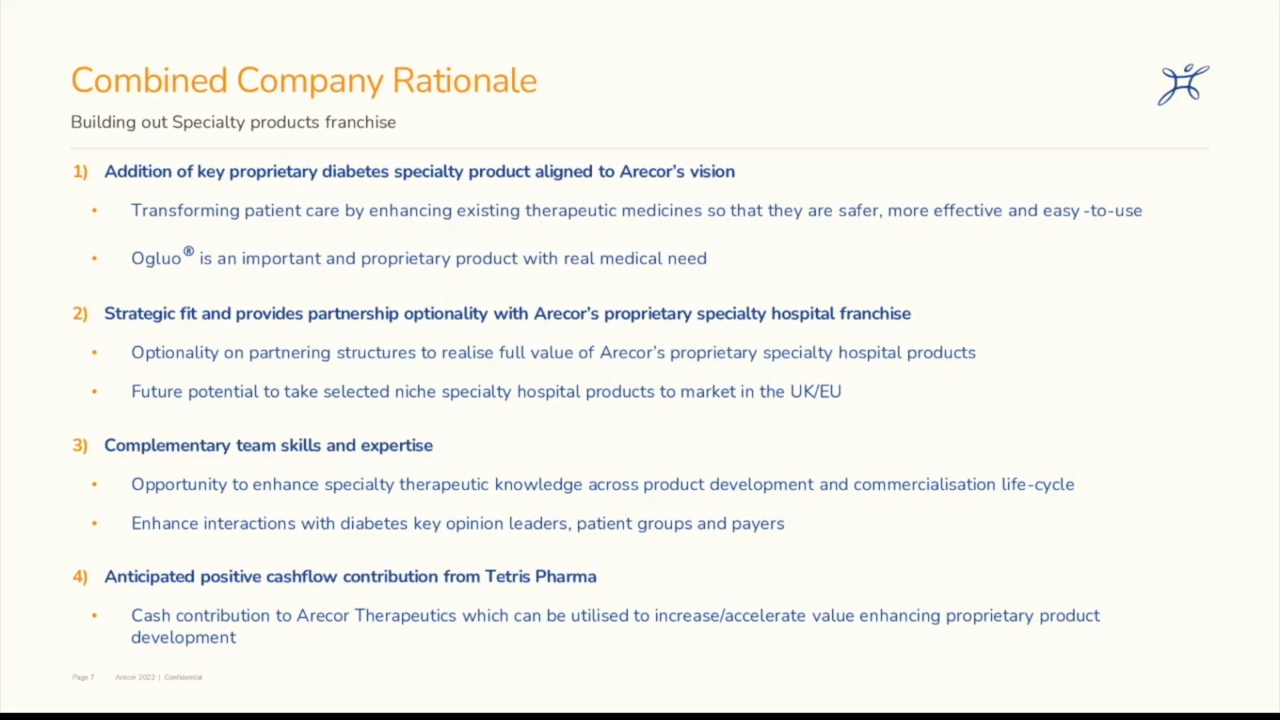 Combined Company Rationale
Building out Specialty products franchise
1) Addition of key proprietary diabetes specialty product aligned to Arecor's vision
• Transforming patient care by enhancing existing therapeutic medicines so that they are safer, more effective and easy-to-use
• Ogluo® is an important and proprietary product with real medical need
2) Strategic fit and provides partnership optionality with Arecor's proprietary specialty hospital franchise
• Optionality on partnering structures to realise full value of Arecor's proprietary specialty hospital products
• Future potential to take selected niche specialty hospital products to market in the UK/EU
3) Complementary team skills and expertise
• Opportunity to enhance specialty therapeutic knowledge across product development and commercialisation life-cycle
• Enhance interactions with diabetes key opinion leaders, patient groups and payers
4) Anticipated positive cashflow contribution from Tetris Pharma
• Cash contribution to Arecor Therapeutics which can be utilised to increase/accelerate value enhancing proprietary product
development
Page 7 Arecor 2022 | Confidential